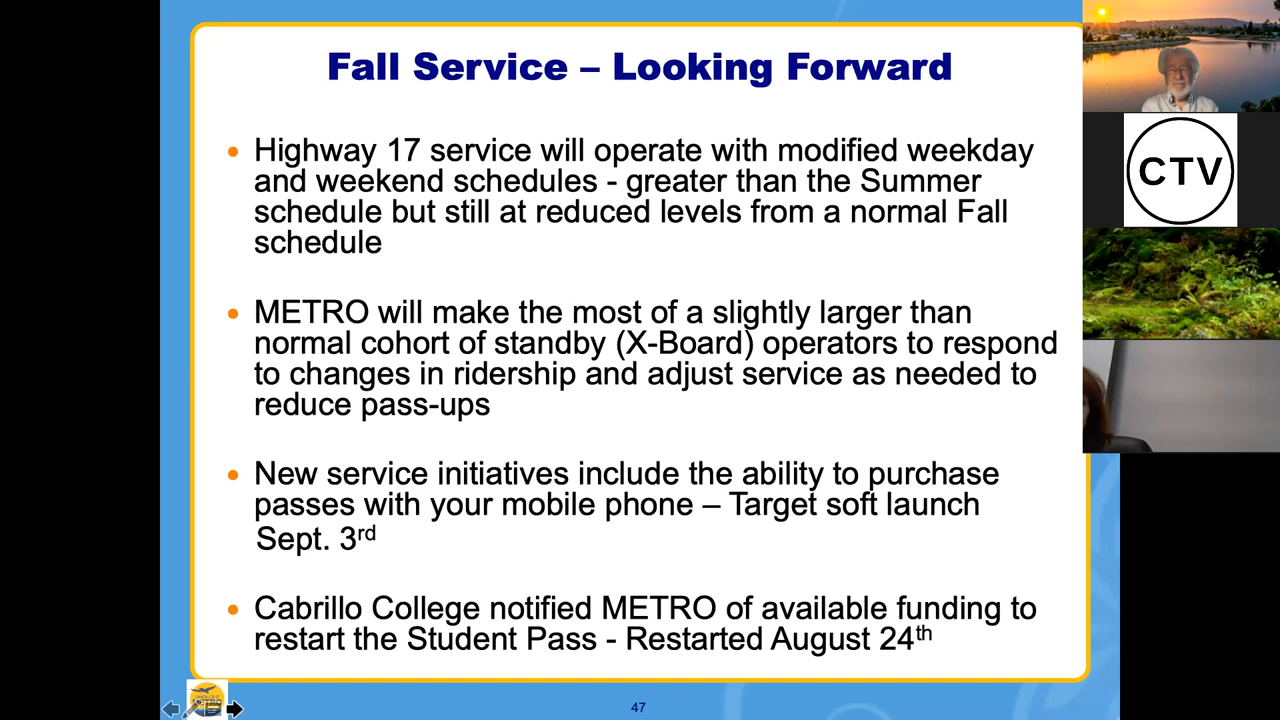 Fall Service – Looking Forward
Highway 17 service will operate with modified weekday
and weekend schedules - greater than the Summer
schedule but still at reduced levels from a normal Fall
schedule
METRO will make the most of a slightly larger than
normal cohort of standby (X-Board) operators to respond
to changes in ridership and adjust service as needed to
reduce pass-ups
New service initiatives include the ability to purchase
passes with your mobile phone – Target soft launch
Sept. 3rd
Cabrillo College notified METRO of available funding to
restart the Student Pass - Restarted August 24th
47
CTV